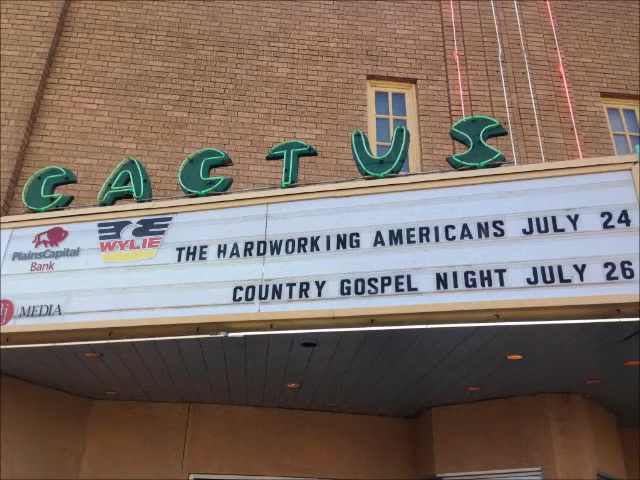 CACTUS
PlainsCapital
Bank
WYLIE
THE HARDWORKING AMERICANS JULY 24
COUNTRY GOSPEL NIGHT JULY 26
MEDIA